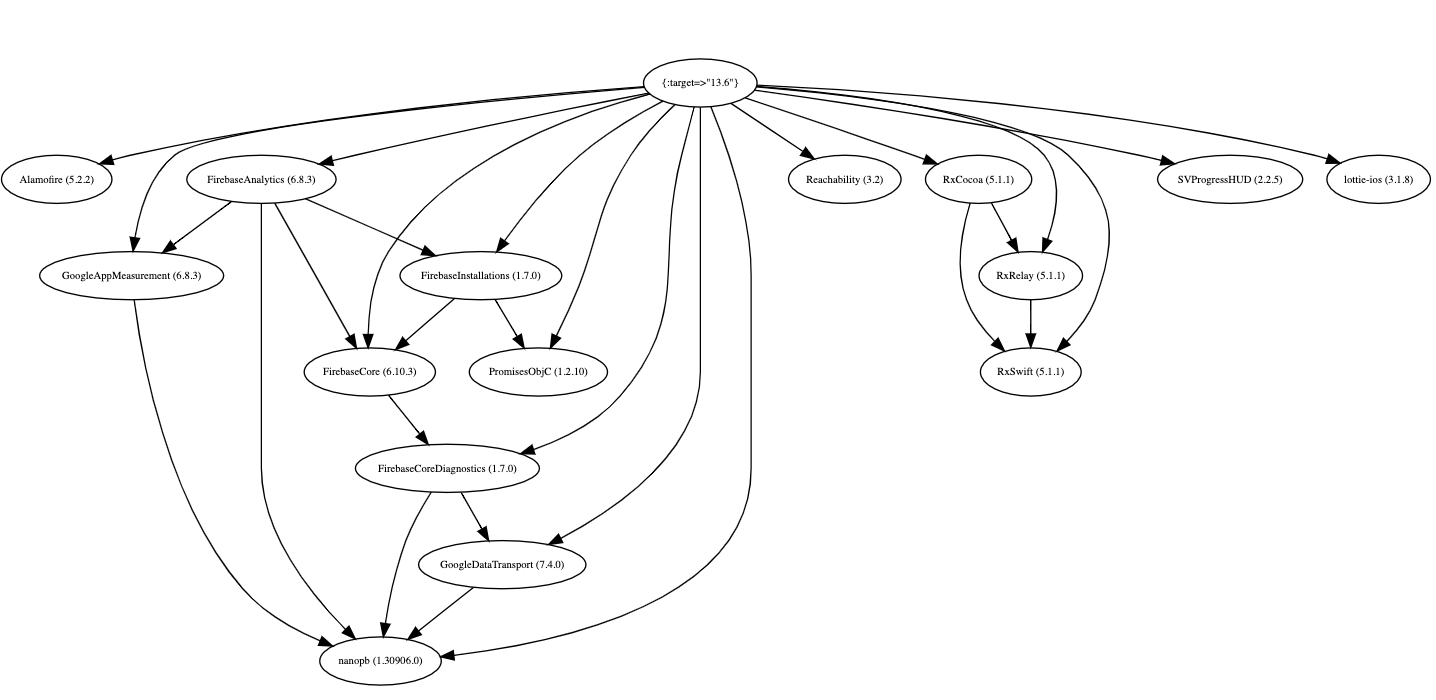 {:target=>"13.6"}
Alamofire (5.2.2)
FirebaseAnalytics (6.8.3)
Reachability (3.2)
RxCocoa (5.1.1)
SVProgressHUD (2.2.5)
lottie-ios (3.1.8)
GoogleAppMeasurement (6.8.3)
FirebaseInstallations (1.7.0)
RxRelay (5.1.1)
FirebaseCore (6.10.3)
PromisesObjC (1.2.10)
RxSwift (5.1.1)
FirebaseCoreDiagnostics (1.7.0)
GoogleDataTransport (7.4.0)
nanopb (1.30906.0)